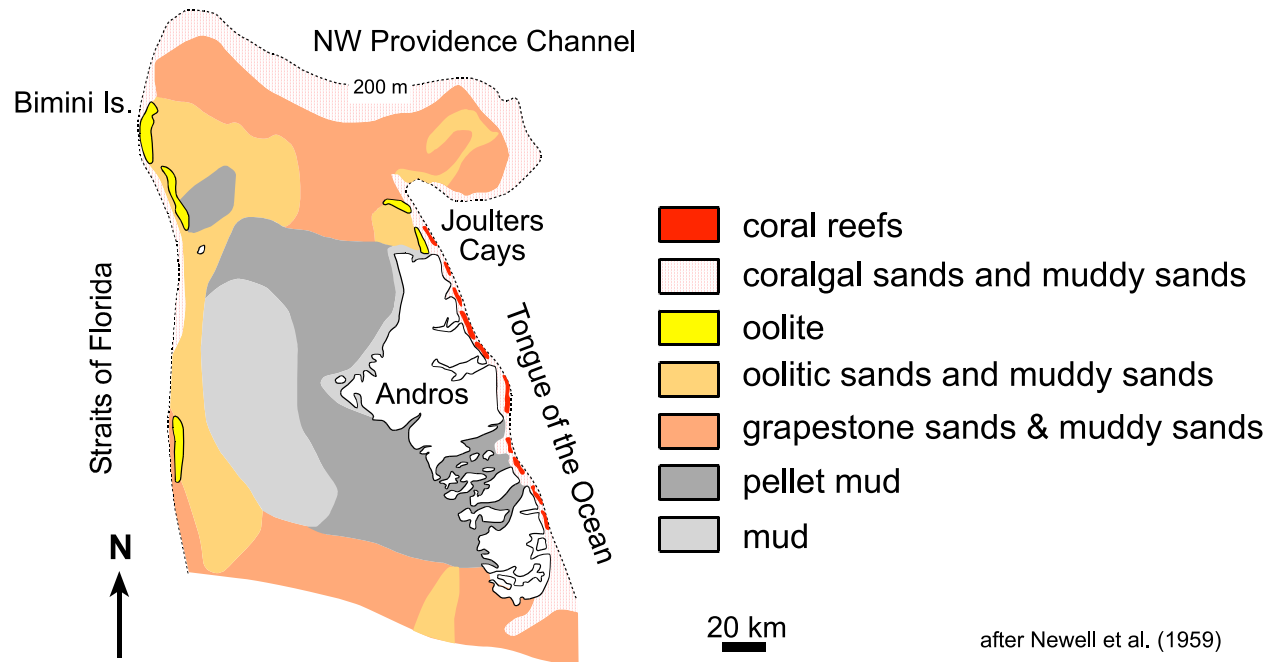 NW Providence Channel
200 m
Bimini Is.
Joulters
Cays
Straits of Florida
Andros
Tongue of the Ocean
N
coral reefs
coralgal sands and muddy sands
oolite
oolitic sands and muddy sands
grapestone sands & muddy sands
pellet mud
mud
20 km
after Newell et al. (1959)